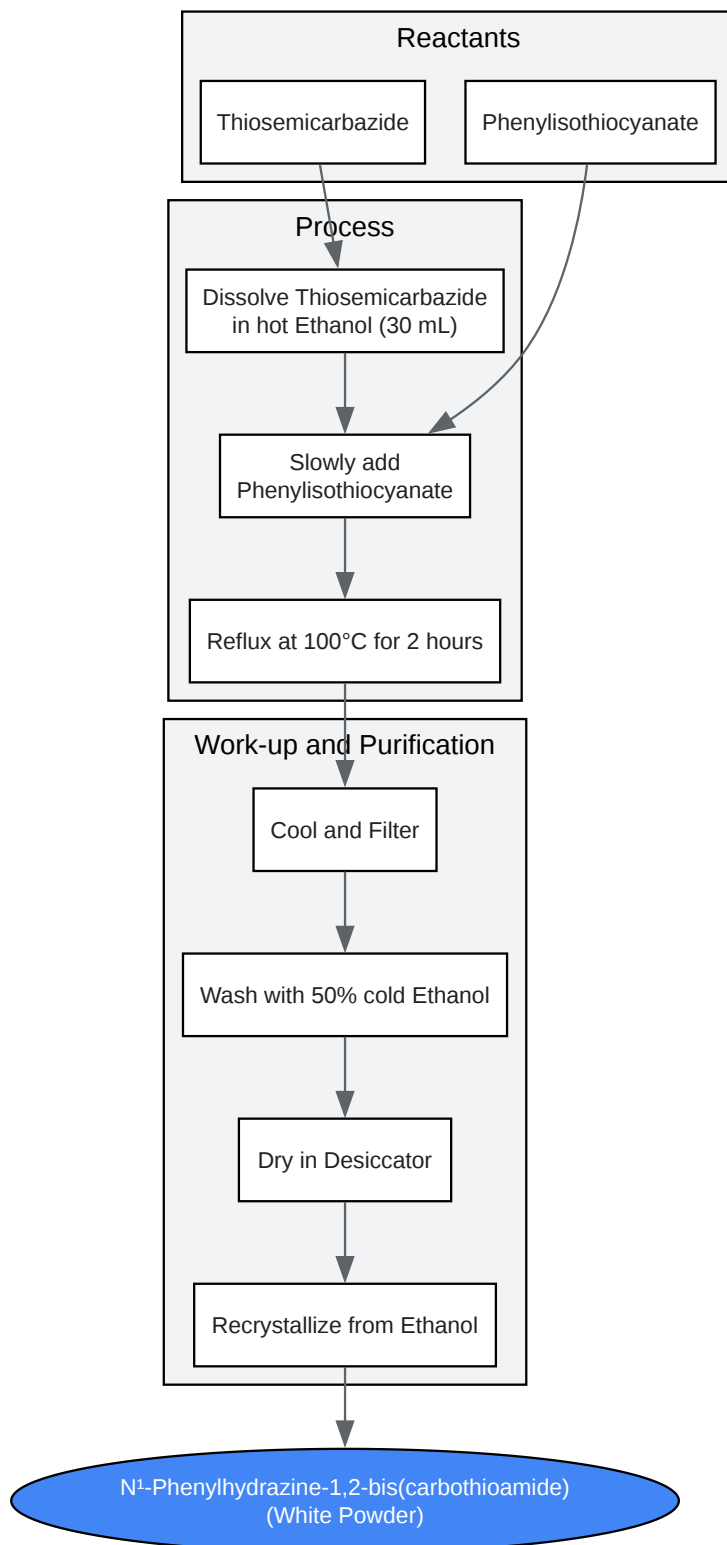 Reactants
Thiosemicarbazide
Phenylisothiocyanate
Process
Dissolve Thiosemicarbazide
in hot Ethanol (30 mL)
Slowly add
Phenylisothiocyanate
Reflux at 100°C for 2 hours
Work-up and Purification
Cool and Filter
Wash with 50% cold Ethanol
Dry in Desiccator
Recrystallize from Ethanol
N¹-Phenylhydrazine-1,2-bis(carbothioamide)
(White Powder)